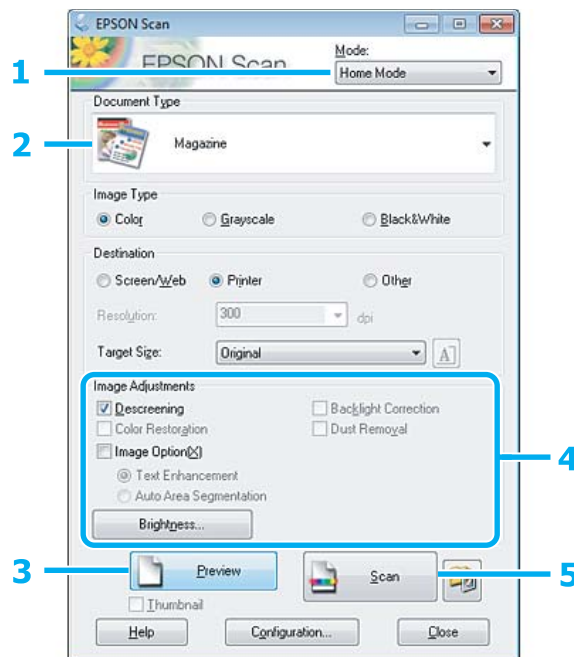 EPSON Scan
EPSON Scan
Mode:
1
Home Mode
Document Type
2
Magazine
Image Type
Color Grayscale Black&White
Destination
Screen/Web Printer Other
Resolution: 300 dpi
Target Size: Original A
Image Adjustments
Descreening Backlight Correction
Color Restoration Dust Removal
Image Option(X)
4
Text Enhancement
Auto Area Segmentation
Brightness...
3 Preview Scan 5
Thumbnail
Help Configuration... Close